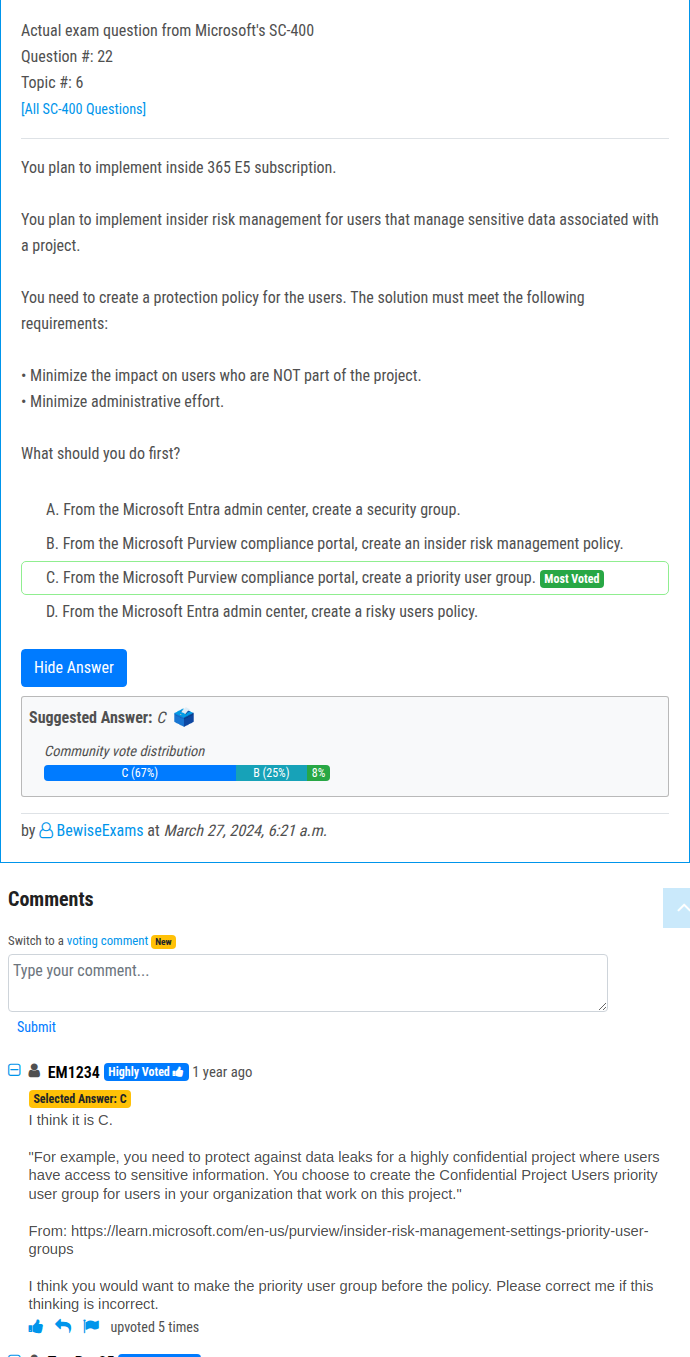 Actual exam question from Microsoft's SC-400
Question #: 22
Topic #: 6
[All SC-400 Questions]
You plan to implement inside 365 E5 subscription.
You plan to implement insider risk management for users that manage sensitive data associated with
a project.
You need to create a protection policy for the users. The solution must meet the following
requirements:
• Minimize the impact on users who are NOT part of the project.
• Minimize administrative effort.
What should you do first?
A. From the Microsoft Entra admin center, create a security group.
B. From the Microsoft Purview compliance portal, create an insider risk management policy.
C. From the Microsoft Purview compliance portal, create a priority user group. Most Voted
D. From the Microsoft Entra admin center, create a risky users policy.
Hide Answer
Suggested Answer: C
Community vote distribution
C (67%) B (25%) 8%
by BewiseExams at March 27, 2024, 6:21 a.m.
Comments
Switch to a voting comment New
Type your comment...
Submit
EM1234 Highly Voted 1 year ago
Selected Answer: C
I think it is C.
"For example, you need to protect against data leaks for a highly confidential project where users
have access to sensitive information. You choose to create the Confidential Project Users priority
user group for users in your organization that work on this project."
From: https://learn.microsoft.com/en-us/purview/insider-risk-management-settings-priority-user-
groups
I think you would want to make the priority user group before the policy. Please correct me if this
thinking is incorrect.
upvoted 5 times